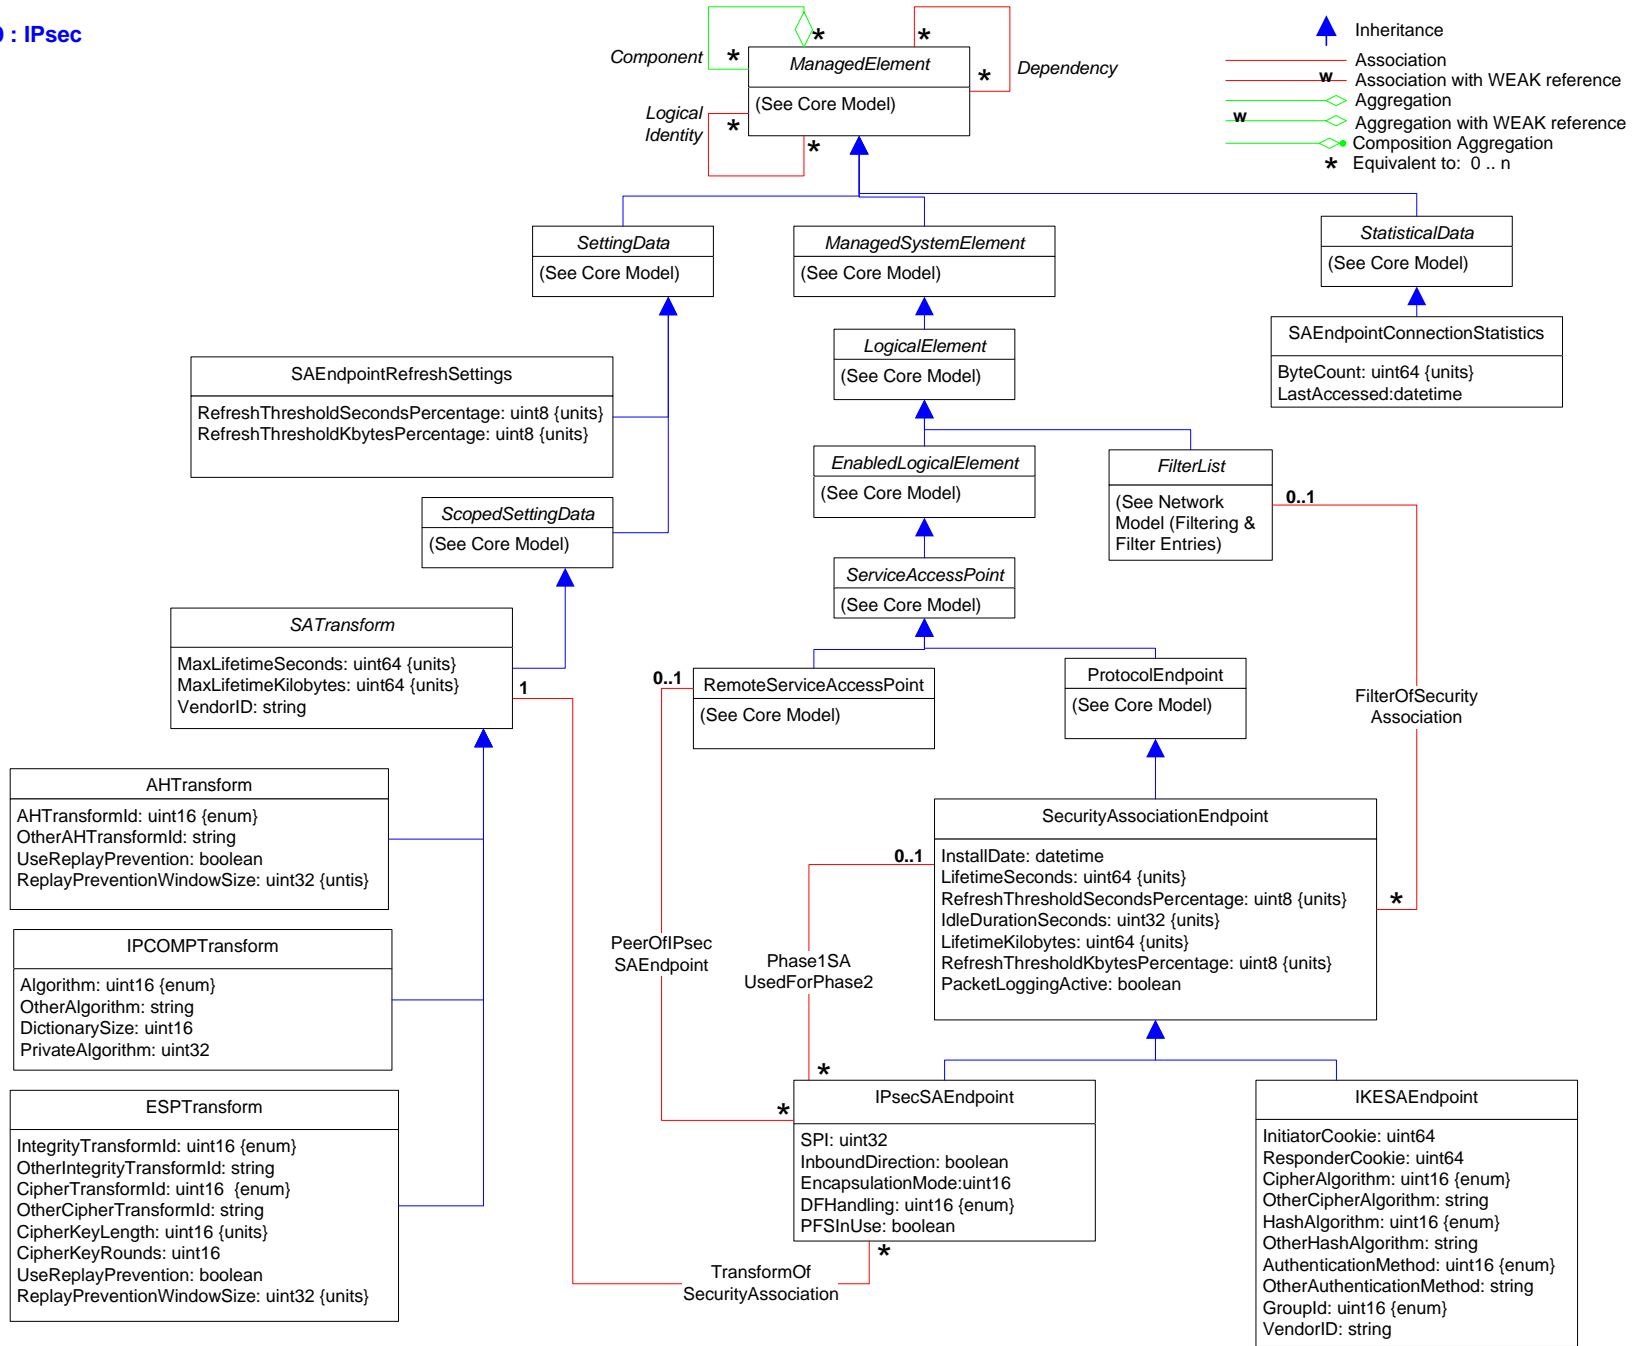 : IPsec
Inheritance
Association
w
Association with WEAK reference
Aggregation
w
Aggregation with WEAK reference
Composition Aggregation
* Equivalent to: 0 .. n
Component
*
*
*
*
Dependency
ManagedElement
(See Core Model)
Logical
Identity
*
*
SettingData
(See Core Model)
ManagedSystemElement
(See Core Model)
StatisticalData
(See Core Model)
SAEndpointConnectionStatistics
ByteCount: uint64 {units}
LastAccessed:datetime
LogicalElement
(See Core Model)
SAEndpointRefreshSettings
RefreshThresholdSecondsPercentage: uint8 {units}
RefreshThresholdKbytesPercentage: uint8 {units}
EnabledLogicalElement
(See Core Model)
FilterList
(See Network
Model (Filtering &
Filter Entries)
0..1
ScopedSettingData
(See Core Model)
ServiceAccessPoint
(See Core Model)
SATransform
MaxLifetimeSeconds: uint64 {units}
MaxLifetimeKilobytes: uint64 {units}
VendorID: string
1
0..1
RemoteServiceAccessPoint
(See Core Model)
ProtocolEndpoint
(See Core Model)
FilterOfSecurity
Association
AHTransform
AHTransformId: uint16 {enum}
OtherAHTransformId: string
UseReplayPrevention: boolean
ReplayPreventionWindowSize: uint32 {untis}
SecurityAssociationEndpoint
InstallDate: datetime
LifetimeSeconds: uint64 {units}
RefreshThresholdSecondsPercentage: uint8 {units}
IdleDurationSeconds: uint32 {units}
LifetimeKilobytes: uint64 {units}
RefreshThresholdKbytesPercentage: uint8 {units}
PacketLoggingActive: boolean
0..1
*
PeerOfIPsec
SAEndpoint
Phase1SA
UsedForPhase2
IPCOMPTransform
Algorithm: uint16 {enum}
OtherAlgorithm: string
DictionarySize: uint16
PrivateAlgorithm: uint32
*
*
ESPTransform
IntegrityTransformId: uint16 {enum}
OtherIntegrityTransformId: string
CipherTransformId: uint16 {enum}
OtherCipherTransformId: string
CipherKeyLength: uint16 {units}
CipherKeyRounds: uint16
UseReplayPrevention: boolean
ReplayPreventionWindowSize: uint32 {units}
IPsecSAEndpoint
SPI: uint32
InboundDirection: boolean
EncapsulationMode:uint16
DFHandling: uint16 {enum}
PFSInUse: boolean
*
TransformOf
SecurityAssociation
IKESAEndpoint
InitiatorCookie: uint64
ResponderCookie: uint64
CipherAlgorithm: uint16 {enum}
OtherCipherAlgorithm: string
HashAlgorithm: uint16 {enum}
OtherHashAlgorithm: string
AuthenticationMethod: uint16 {enum}
OtherAuthenticationMethod: string
GroupId: uint16 {enum}
VendorID: string